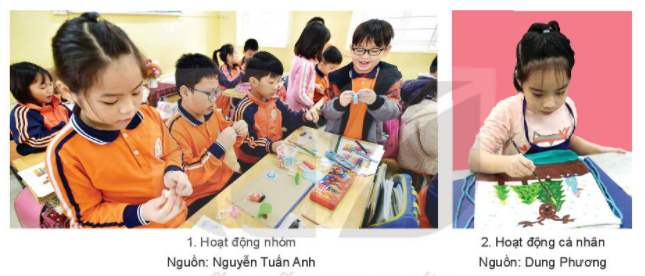 1. Hoạt động nhóm
Nguồn: Nguyễn Tuấn Anh
2. Hoạt động cá nhân
Nguồn: Dung Phương